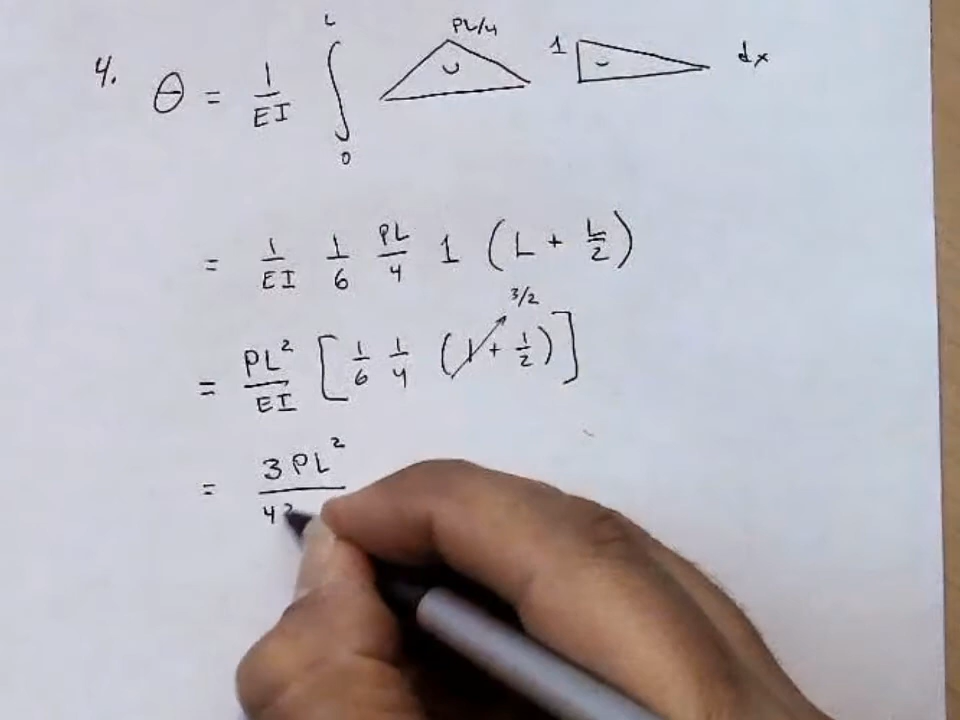 4. θ = 1/EI ∫₀ᴸ PL/4 1 dx
= 1/EI 1/6 PL/4 1 (L + L/2)
= PL²/EI [1/6 1/4 (1 + 1/2)] 3/2
= 3PL²/4